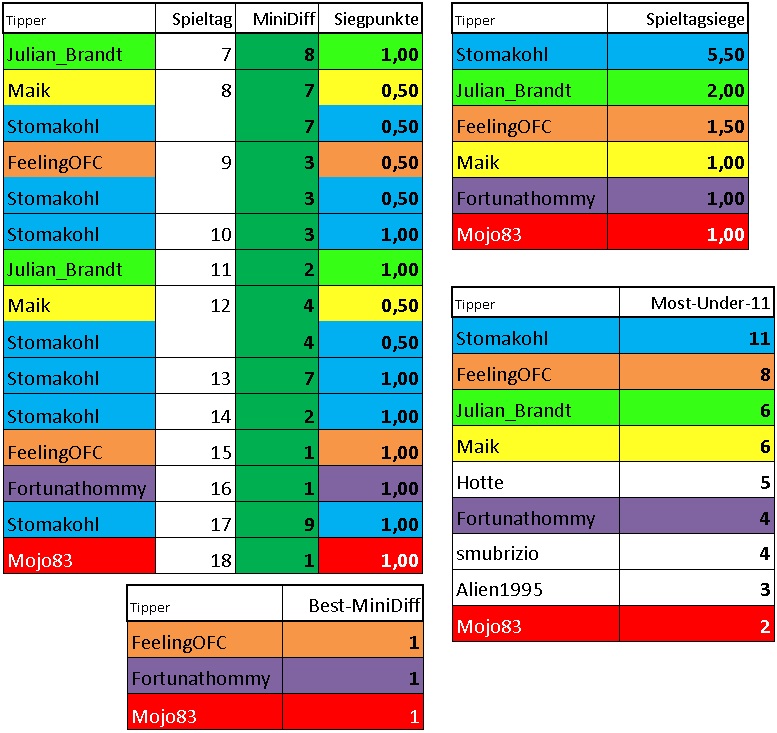 Tipper Spieltag MiniDiff Siegpunkte
Julian_Brandt 7 8 1,00
Maik 8 7 0,50
Stomakohl 7 0,50
FeelingOFC 9 3 0,50
Stomakohl 3 0,50
Stomakohl 10 3 1,00
Julian_Brandt 11 2 1,00
Maik 12 4 0,50
Stomakohl 4 0,50
Stomakohl 13 7 1,00
Stomakohl 14 2 1,00
FeelingOFC 15 1 1,00
Fortunathommy 16 1 1,00
Stomakohl 17 9 1,00
Mojo83 18 1 1,00
Tipper Spieltagsiege
Stomakohl 5,50
Julian_Brandt 2,00
FeelingOFC 1,50
Maik 1,00
Fortunathommy 1,00
Mojo83 1,00
Tipper Most-Under-11
Stomakohl 11
FeelingOFC 8
Julian_Brandt 6
Maik 6
Hotte 5
Fortunathommy 4
smubrizio 4
Alien1995 3
Mojo83 2
Tipper Best-MiniDiff
FeelingOFC 1
Fortunathommy 1
Mojo83 1